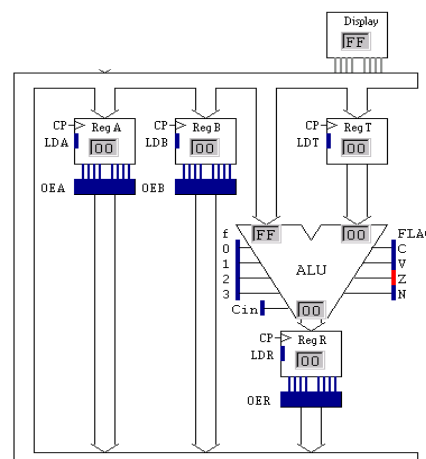 Display
FF
CP Reg A CP Reg B CP Reg T
LDA 00 LDB 00 LDT 00
OEA OEB
f FF 00 FLAG
0 C
1 ALU V
2 Z
3 N
Cin 00
CP Reg R
LDR 00
OER